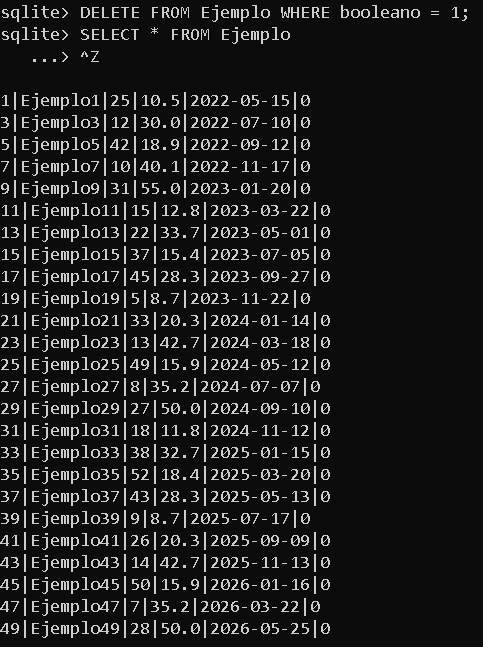 sqlite> DELETE FROM Ejemplo WHERE booleano = 1;
sqlite> SELECT * FROM Ejemplo
   ...> ^Z

1|Ejemplo1|25|10.5|2022-05-15|0
3|Ejemplo3|12|30.0|2022-07-10|0
5|Ejemplo5|42|18.9|2022-09-12|0
7|Ejemplo7|10|40.1|2022-11-17|0
9|Ejemplo9|31|55.0|2023-01-20|0
11|Ejemplo11|15|12.8|2023-03-22|0
13|Ejemplo13|22|33.7|2023-05-01|0
15|Ejemplo15|37|15.4|2023-07-05|0
17|Ejemplo17|45|28.3|2023-09-27|0
19|Ejemplo19|5|8.7|2023-11-22|0
21|Ejemplo21|33|20.3|2024-01-14|0
23|Ejemplo23|13|42.7|2024-03-18|0
25|Ejemplo25|49|15.9|2024-05-12|0
27|Ejemplo27|8|35.2|2024-07-07|0
29|Ejemplo29|27|50.0|2024-09-10|0
31|Ejemplo31|18|11.8|2024-11-12|0
33|Ejemplo33|38|32.7|2025-01-15|0
35|Ejemplo35|52|18.4|2025-03-20|0
37|Ejemplo37|43|28.3|2025-05-13|0
39|Ejemplo39|9|8.7|2025-07-17|0
41|Ejemplo41|26|20.3|2025-09-09|0
43|Ejemplo43|14|42.7|2025-11-13|0
45|Ejemplo45|50|15.9|2026-01-16|0
47|Ejemplo47|7|35.2|2026-03-22|0
49|Ejemplo49|28|50.0|2026-05-25|0